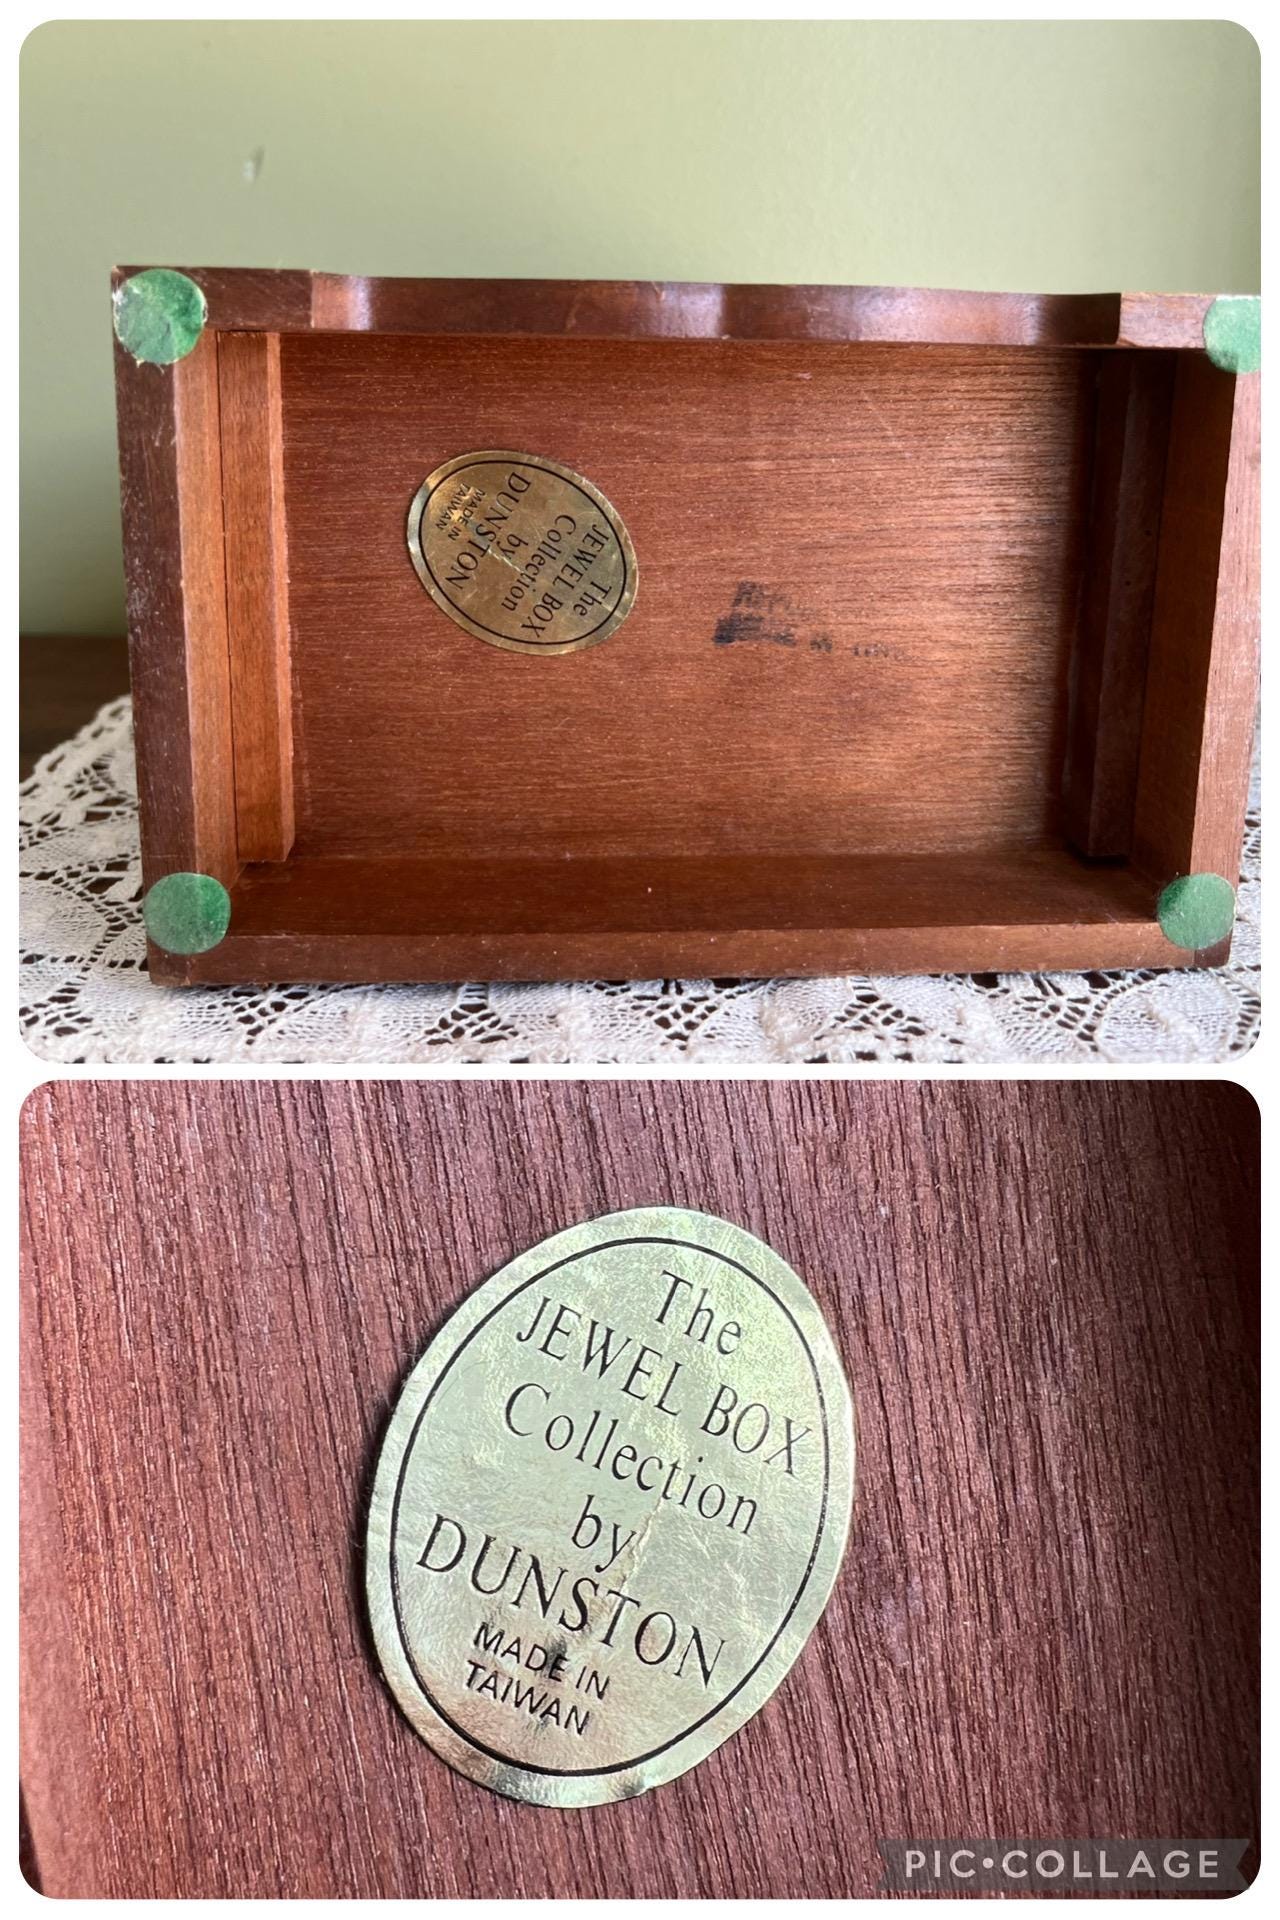 The
JEWEL BOX
Collection
by
DUNSTON
MADE IN
TAIWAN
The
JEWEL BOX
Collection
by
DUNSTON
MADE IN
TAIWAN
PIC•COLLAGE